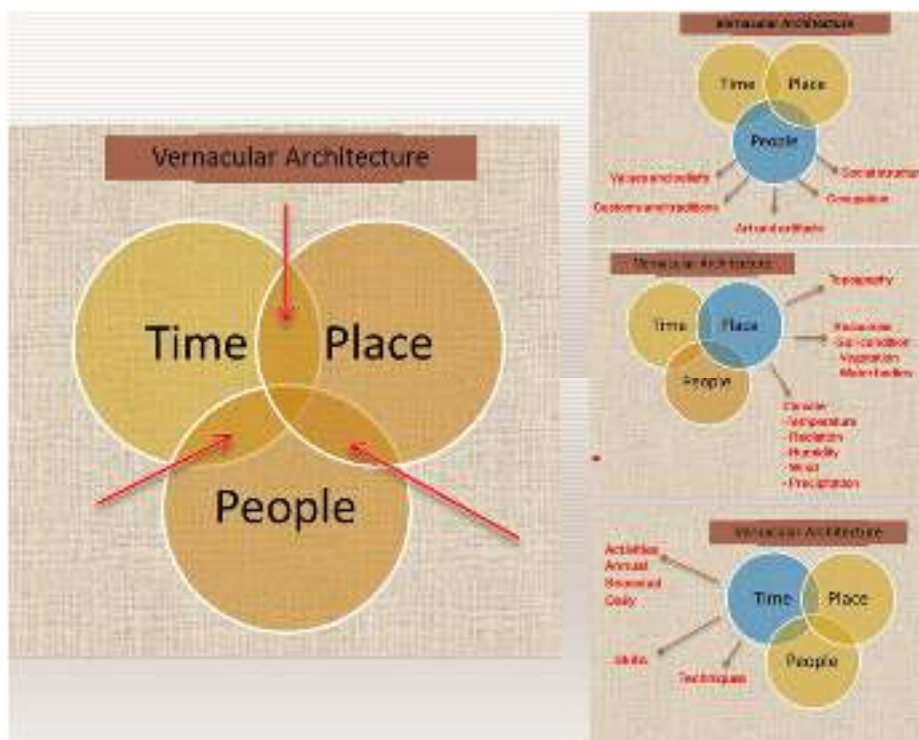 Vernacular Architecture
Time
Place
People
Vernacular Architecture
Time
Place
People
Values and beliefs
Social structure
Customs and traditions
Occupation
Art and artifacts
Vernacular Architecture
Time
Place
People
Topography
Resources
-Soil condition
Vegetation
Water bodies
Climate
-Temperature
- Radiation
- Humidity
- Wind
- Precipitation
Vernacular Architecture
Activities
Annual
Seasonal
Daily
Time
Place
People
Skills
Techniques